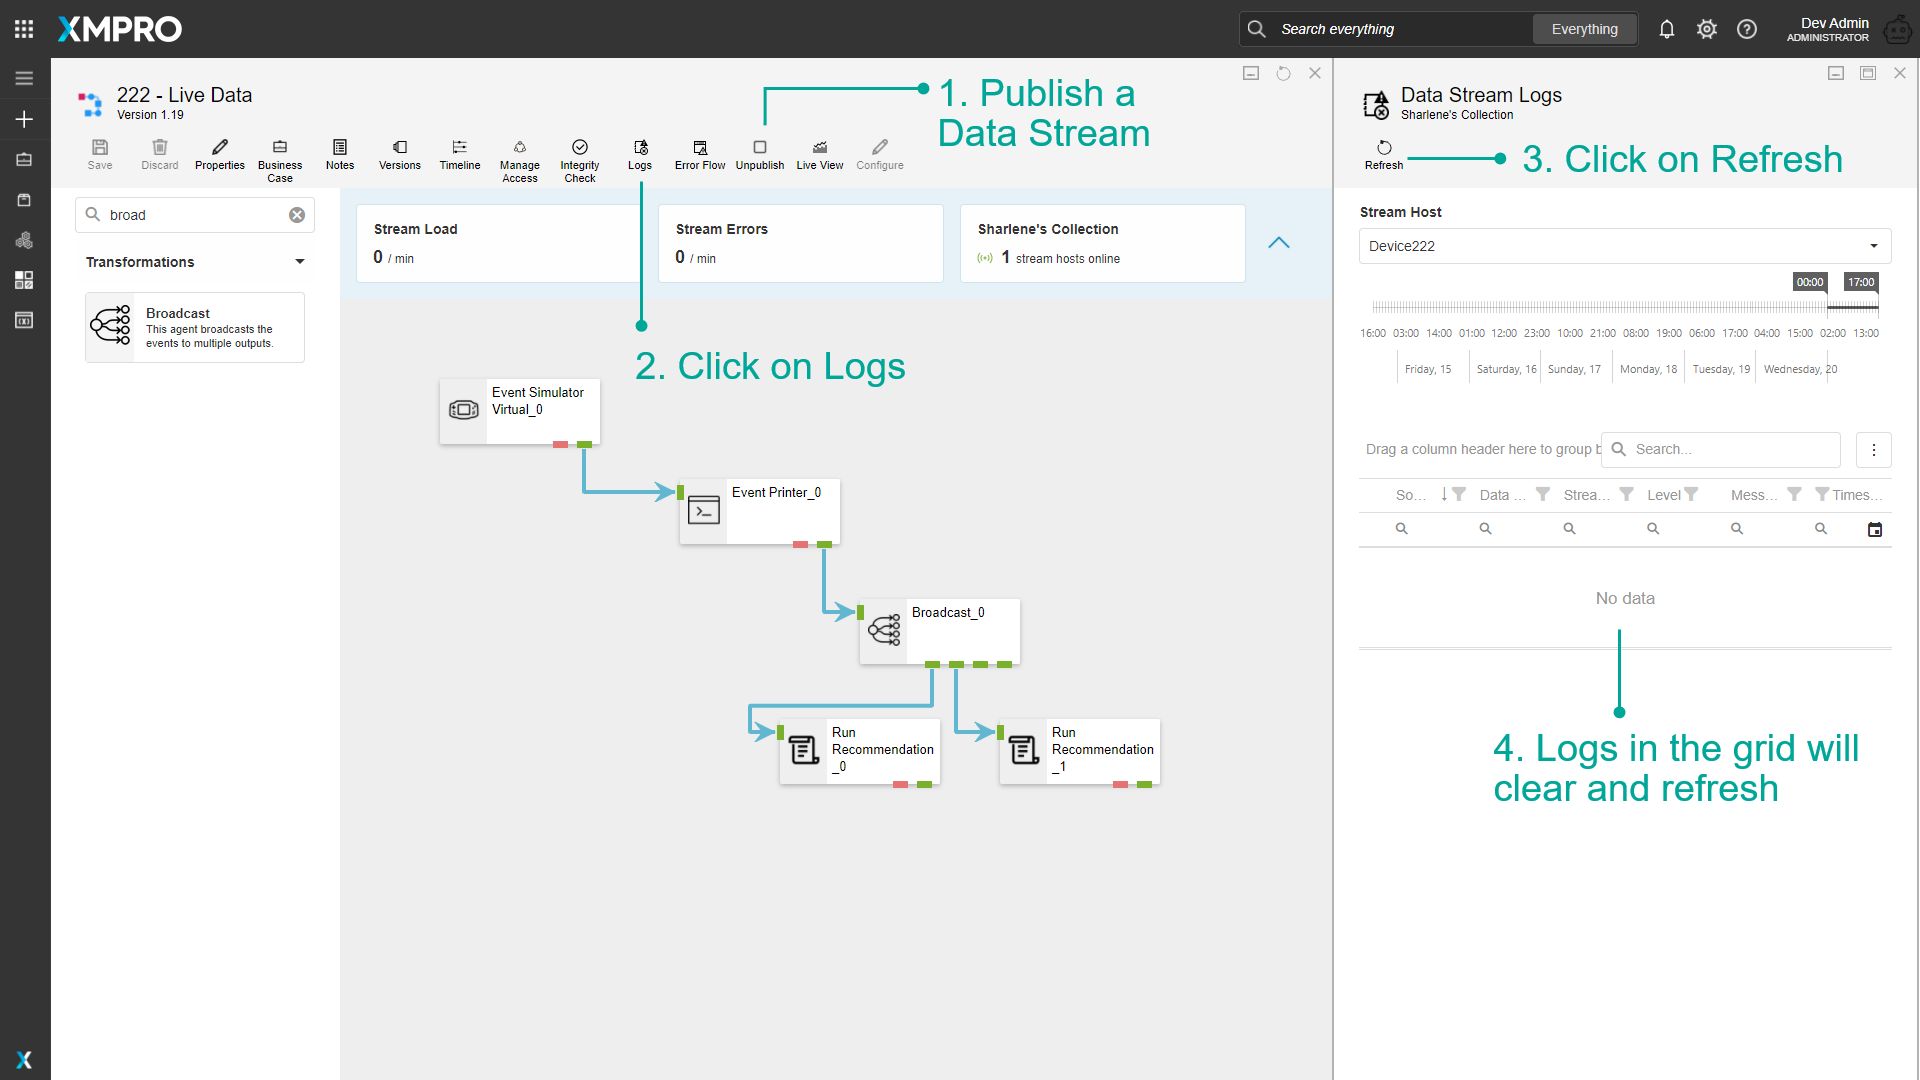 XMPRO
Search everything
Everything
Dev Admin
ADMINISTRATOR
222 - Live Data
Version 1.19
Save
Discard
Properties
Business
Case
Notes
Versions
Timeline
Manage
Access
Integrity
Check
Logs
Error Flow
Unpublish
Live View
Configure
1. Publish a
Data Stream
broad
Transformations
Broadcast
This agent broadcasts the
events to multiple outputs.
Stream Load
0 / min
Stream Errors
0 / min
Sharlene's Collection
1 stream hosts online
2. Click on Logs
Event Simulator
Virtual_0
Event Printer_0
Broadcast_0
Run
Recommendation
_0
Run
Recommendation
_1
Data Stream Logs
Sharlene's Collection
Refresh
3. Click on Refresh
Stream Host
Device222
00:00 17:00
16:00 03:00 14:00 01:00 12:00 23:00 10:00 21:00 08:00 19:00 06:00 17:00 04:00 15:00 02:00 13:00
Friday, 15 Saturday, 16 Sunday, 17 Monday, 18 Tuesday, 19 Wednesday, 20
Drag a column header here to group b
Search...
So... Data ... Strea... Level Mess... Times...
No data
4. Logs in the grid will
clear and refresh